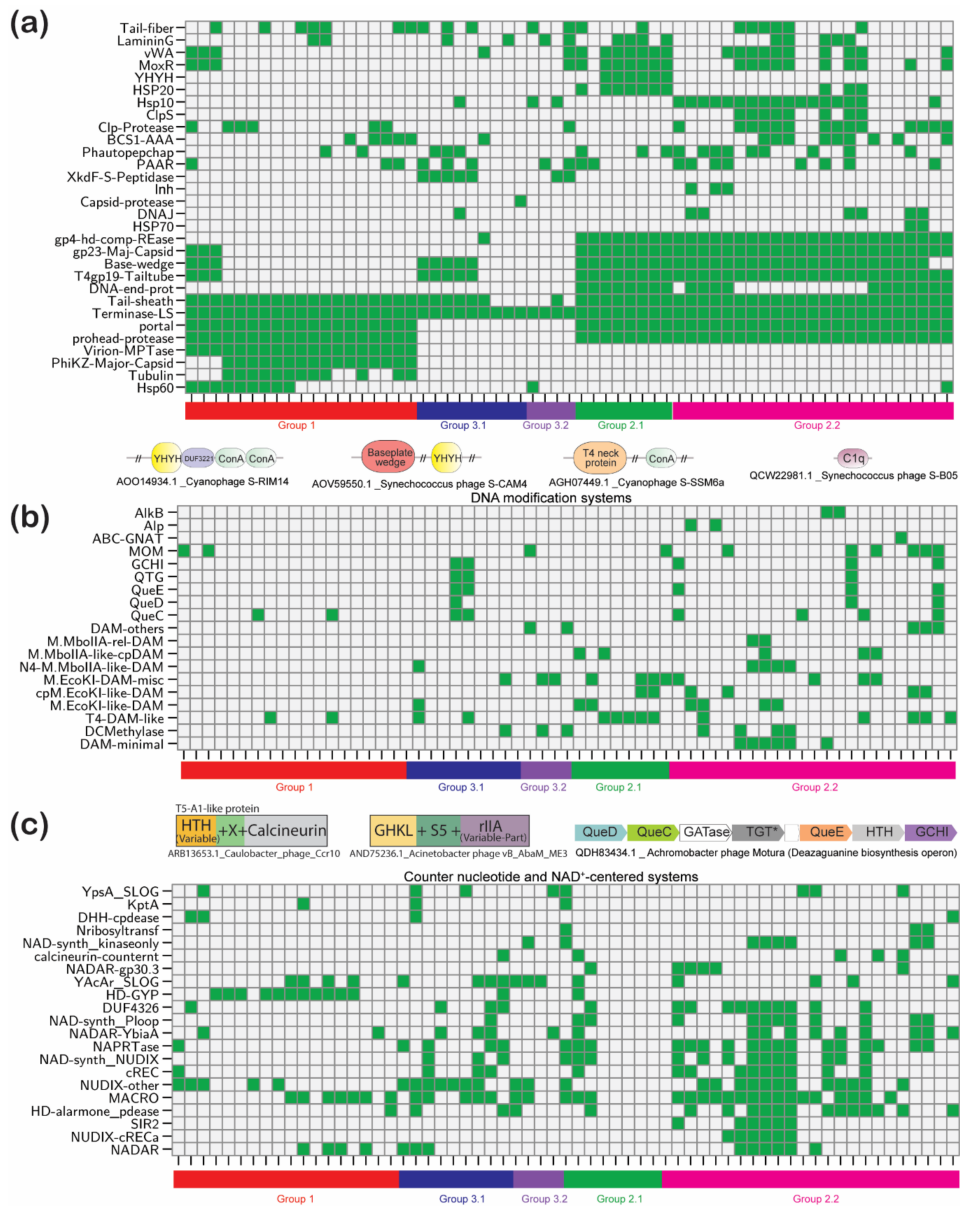 (a)
Tail-fiber
LamininG
vWA
MoxR
YHYH
HSP20
Hsp10
ClpS
Clp-Protease
BCS1-AAA
Phautopepchap
PAAR
XkdF-S-Peptidase
Inh
Capsid-protease
DNAJ
HSP70
gp4-hd-comp-REase
gp23-Maj-Capsid
Base-wedge
T4gp19-Tailtube
DNA-end-prot
Tail-sheath
Terminase-LS
portal
prohead-protease
Virion-MPTase
PhiKZ-Major-Capsid
Tubulin
Hsp60
Group 1 Group 3.1 Group 3.2 Group 2.1 Group 2.2
// YHYH DUF3221 ConA ConA
AOO14934.1 _Cyanophage S-RIM14
Baseplate wedge // YHYH //
AOV59550.1 _Synechococcus phage S-CAM4
T4 neck protein // ConA //
AGH07449.1 _Cyanophage S-SSM6a
C1q
QCW22981.1 _Synechococcus phage S-B05
(b)
DNA modification systems
AlkB
Alp
ABC-GNAT
MOM
GCHI
QTG
QueE
QueD
QueC
DAM-others
M.MboIIA-rel-DAM
M.MboIIA-like-cpDAM
N4-M.MboIIA-like-DAM
M.EcoKI-DAM-misc
cpM.EcoKI-like-DAM
M.EcoKI-like-DAM
T4-DAM-like
DCMethylase
DAM-minimal
Group 1 Group 3.1 Group 3.2 Group 2.1 Group 2.2
(c)
T5-A1-like protein
HTH (Variable) +X+ Calcineurin
ARB13653.1_Caulobacter_phage_Ccr10
GHKL + S5 + rIIA (Variable-Part)
AND75236.1_Acinetobacter phage vB_AbaM_ME3
QueD QueC GATase TGT* QueE HTH GCHI
QDH83434.1 _ Achromobacter phage Motura (Deazaguanine biosynthesis operon)
Counter nucleotide and NAD⁺-centered systems
YpsA_SLOG
KptA
DHH-cpdease
Nribosyltransf
NAD-synth_kinaseonly
calcineurin-counternt
NADAR-gp30.3
YAcAr_SLOG
HD-GYP
DUF4326
NAD-synth_Ploop
NADAR-YbiaA
NAPRTase
NAD-synth_NUDIX
cREC
NUDIX-other
MACRO
HD-alarmone_pdease
SIR2
NUDIX-cRECa
NADAR
Group 1 Group 3.1 Group 3.2 Group 2.1 Group 2.2